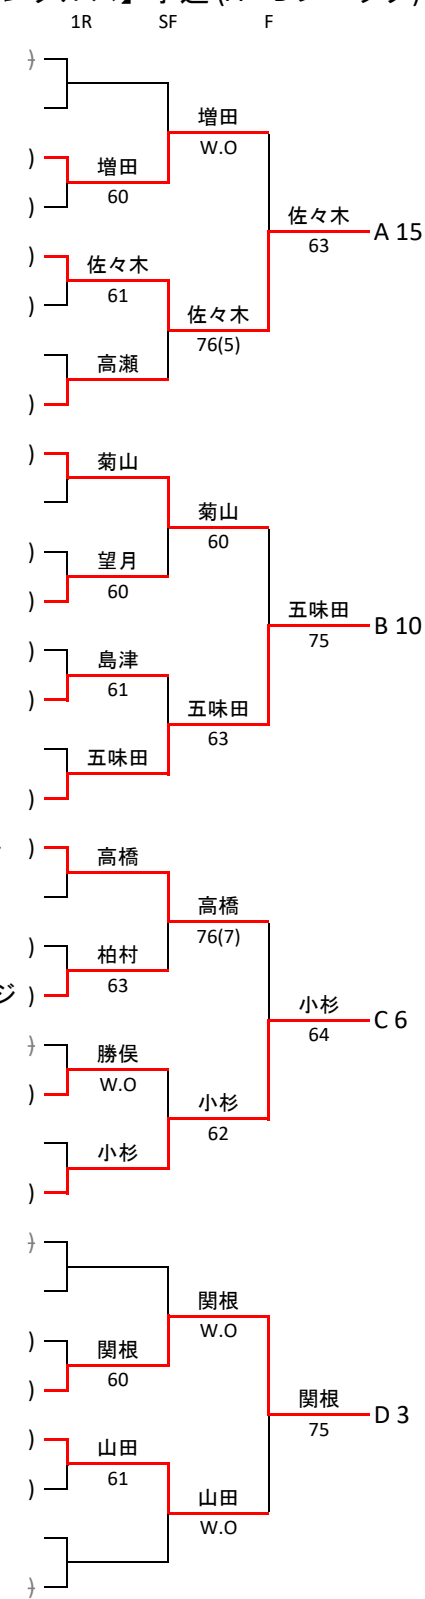 1R SF F
増田
W.O
増田
60
佐々木
63
A 15
佐々木
61
佐々木
76(5)
高瀬
菊山
菊山
60
望月
60
五味田
75
B 10
島津
61
五味田
63
五味田
高橋
高橋
76(7)
柏村
63
ジ )
小杉
64
C 6
勝俣
W.O
小杉
62
小杉
関根
W.O
関根
60
関根
75
D 3
山田
61
山田
W.O